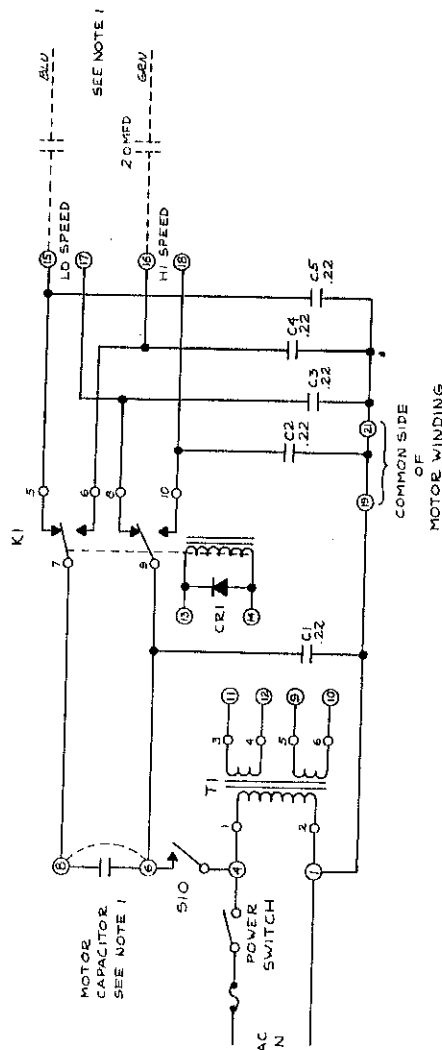 BLU
SEE NOTE 1
GRN
20MFD
15
LO SPEED
17
16
HI SPEED
18
K1
5
6
8
10
7
9
C5
.22
C4
.22
C3
.22
C2
.22
C1
.22
13
CR1
14
19
21
COMMON SIDE
OF
MOTOR WINDING
8
MOTOR
CAPACITOR
SEE NOTE 1
6
S10
T1
3
11
4
12
5
9
6
10
1
2
4
1
POWER
SWITCH
AC
N